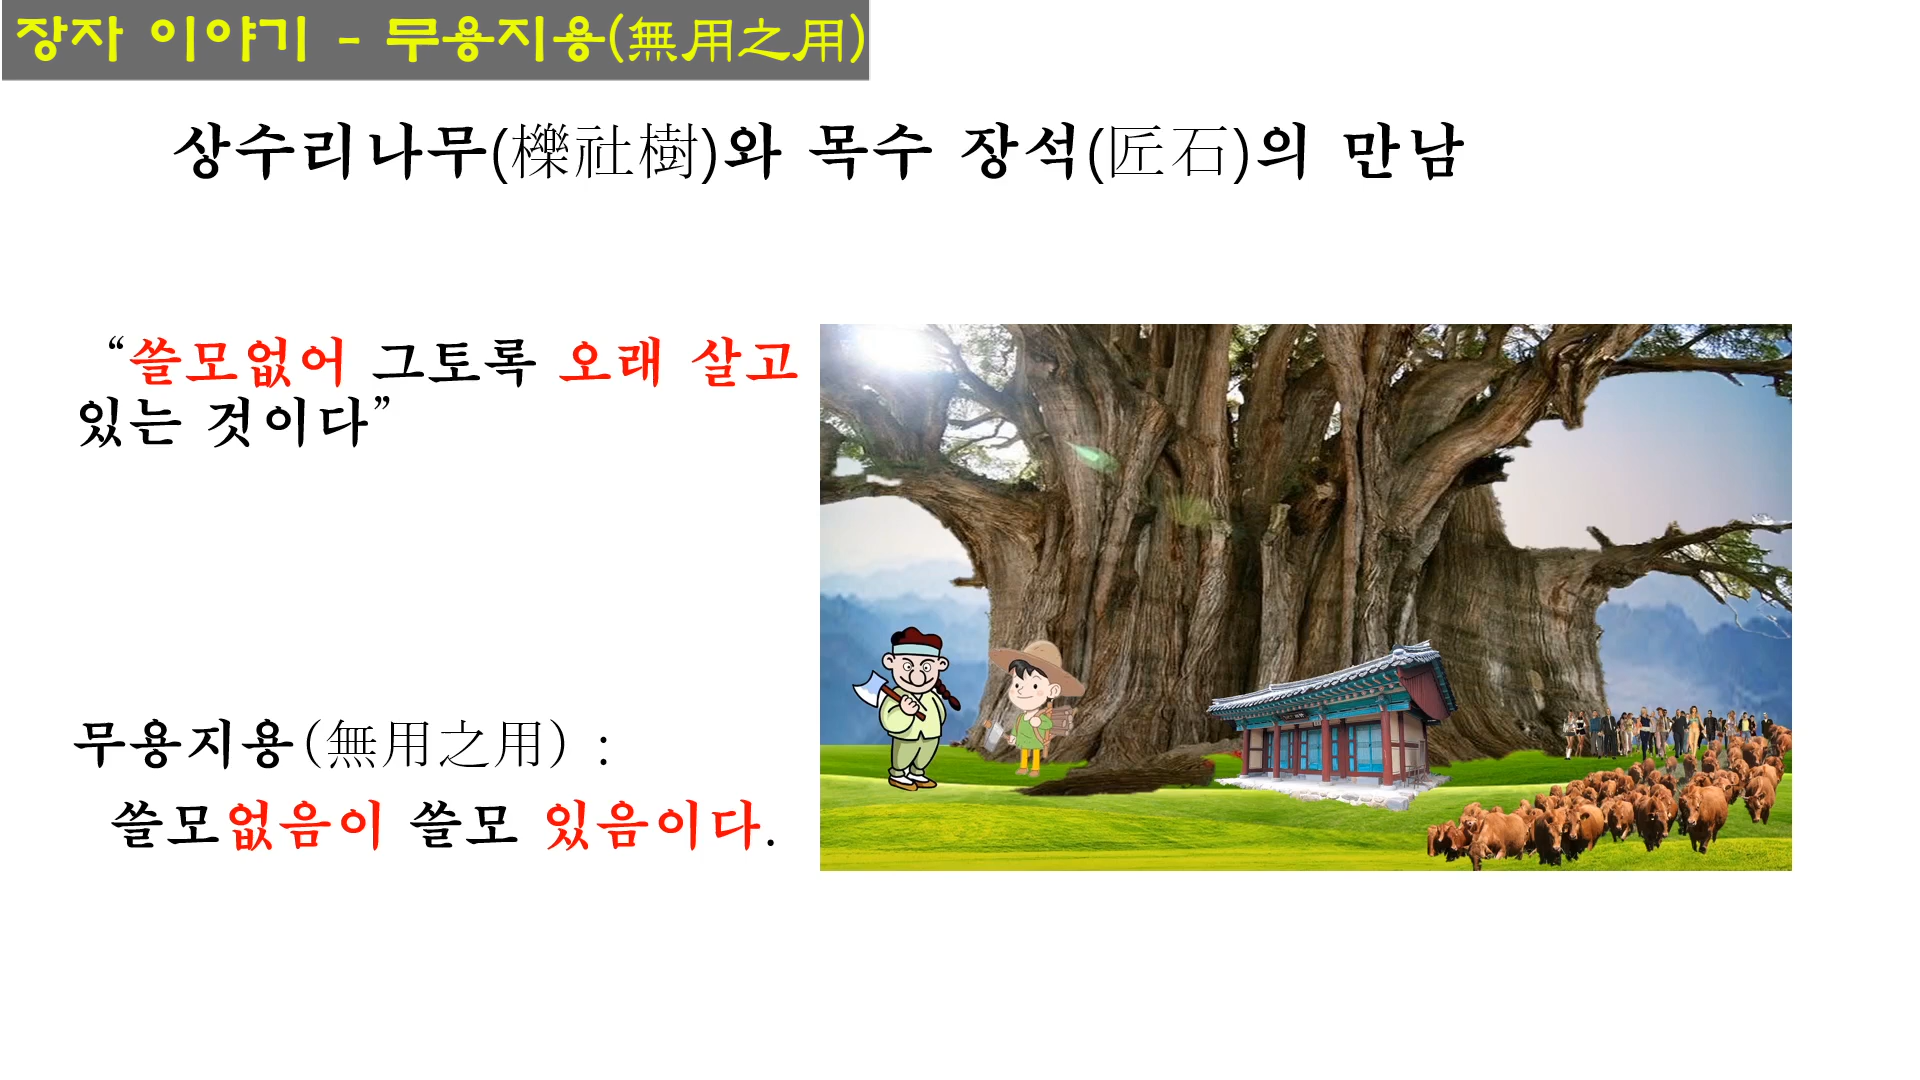 장자 이야기 - 무용지용(無用之用)
상수리나무(櫟社樹)와 목수 장석(匠石)의 만남
“쓸모없어 그토록 오래 살고
있는 것이다”
무용지용(無用之用) :
쓸모없음이 쓸모 있음이다.